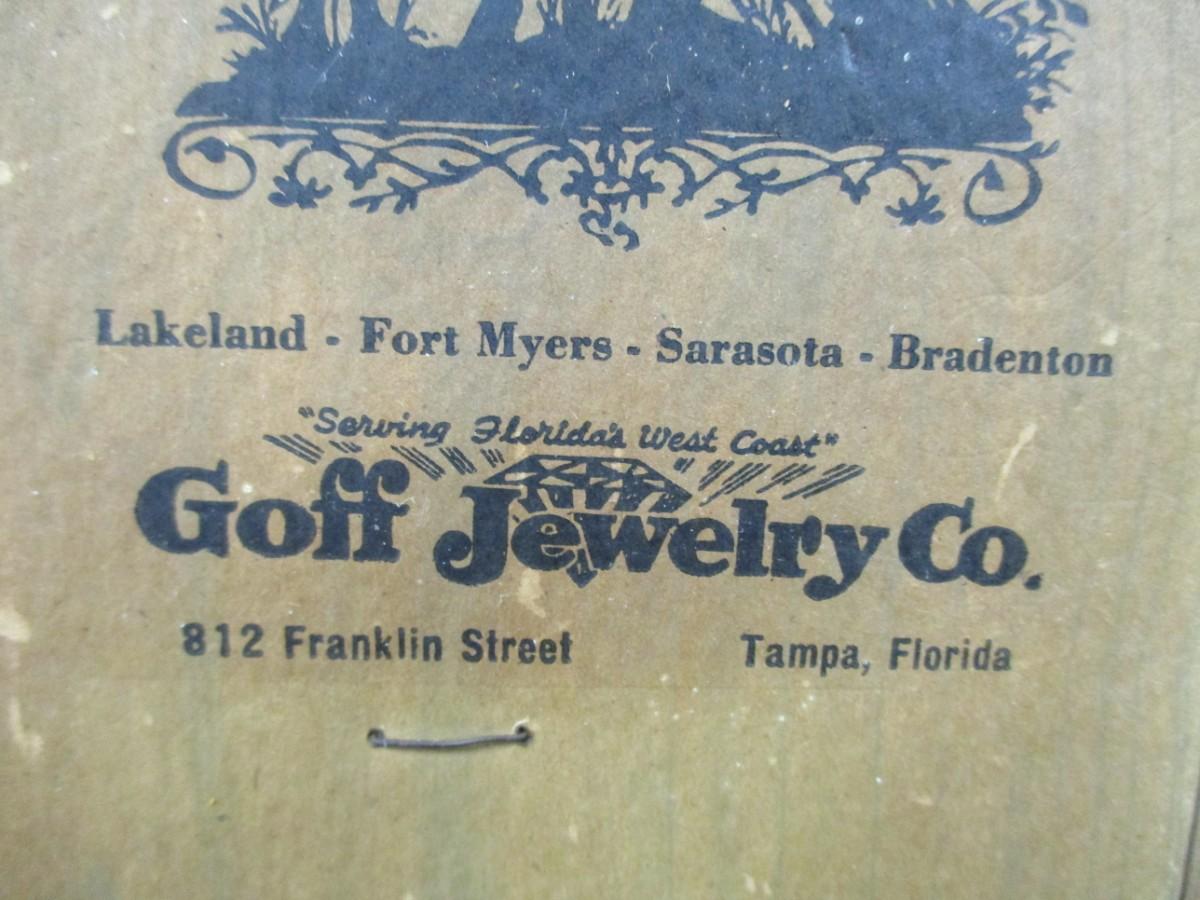 Lakeland - Fort Myers - Sarasota - Bradenton
"Serving Florida's West Coast"
Goff Jewelry Co.
812 Franklin Street Tampa, Florida